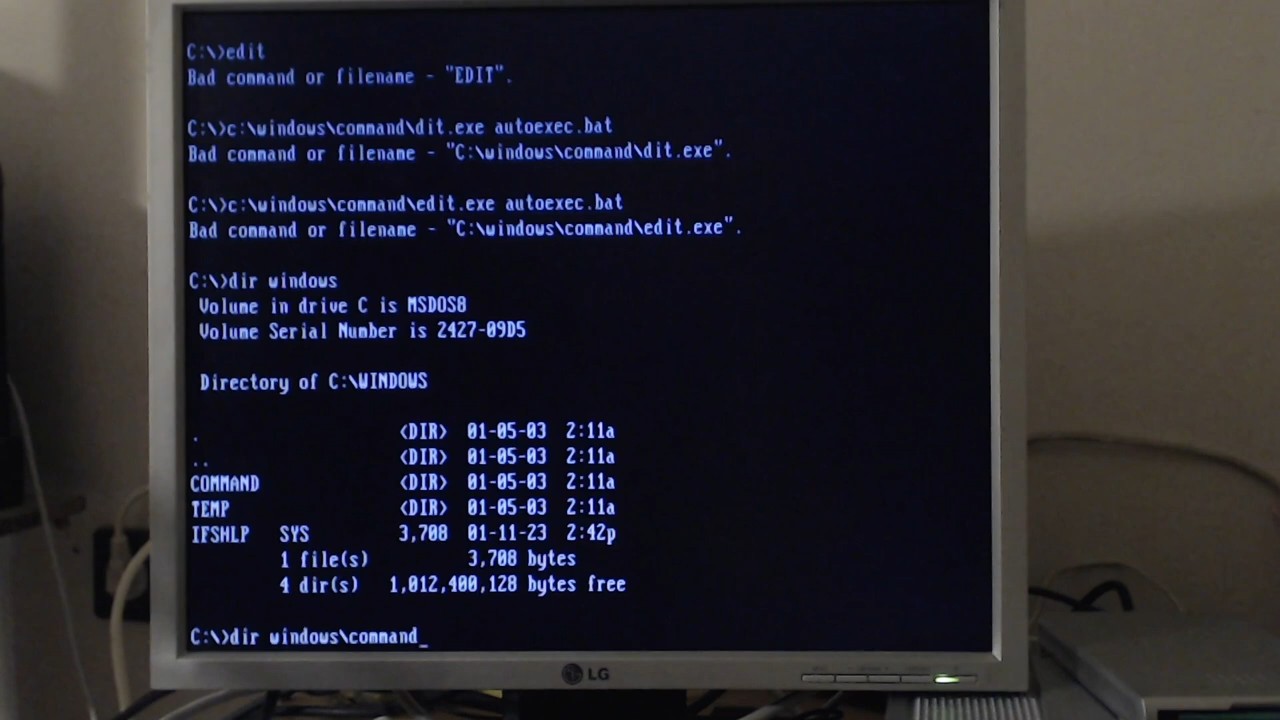 C:\>edit
Bad command or filename - "EDIT".
C:\>c:\windows\command\dit.exe autoexec.bat
Bad command or filename - "C:\windows\command\dit.exe".
C:\>c:\windows\command\edit.exe autoexec.bat
Bad command or filename - "C:\windows\command\edit.exe".
C:\>dir windows
Volume in drive C is MSDOS8
Volume Serial Number is 2427-09D5
Directory of C:\WINDOWS
. <DIR> 01-05-03 2:11a
.. <DIR> 01-05-03 2:11a
COMMAND <DIR> 01-05-03 2:11a
TEMP <DIR> 01-05-03 2:11a
IFSHLP SYS 3,708 01-11-23 2:42p
1 file(s) 3,708 bytes
4 dir(s) 1,012,400,128 bytes free
C:\>dir windows\command_
LG